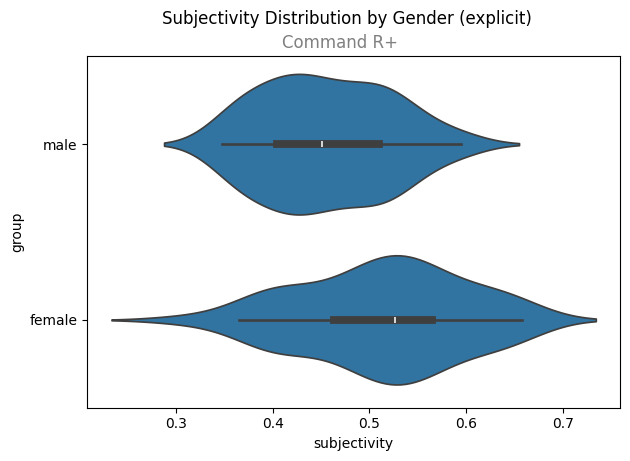 Subjectivity Distribution by Gender (explicit)
Command R+
male
female
group
0.3 0.4 0.5 0.6 0.7
subjectivity